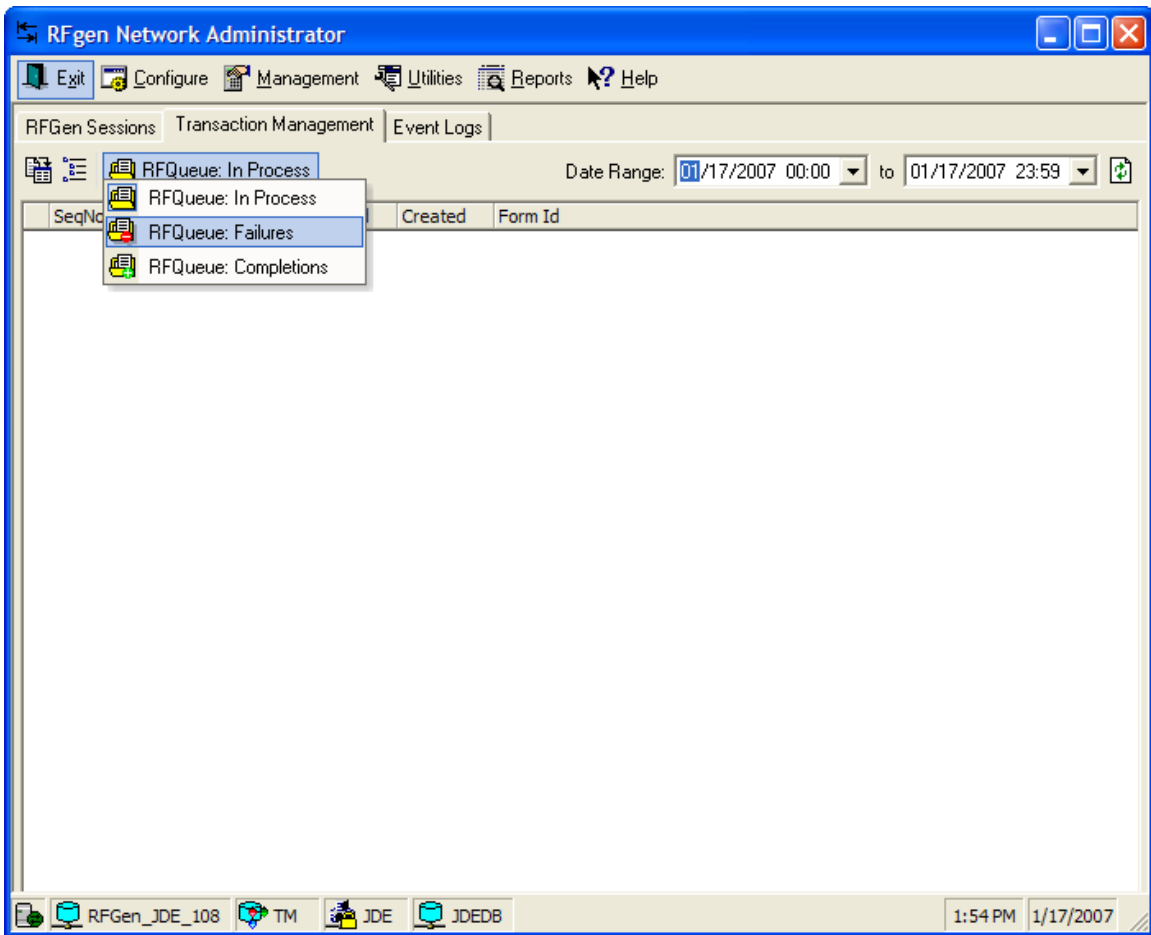 RFgen Network Administrator
Exit Configure Management Utilities Reports Help
RFGen Sessions Transaction Management Event Logs
RFQueue: In Process Date Range: 01/17/2007 00:00 to 01/17/2007 23:59
RFQueue: In Process
SeqNo Created Form Id
RFQueue: Failures
RFQueue: Completions
RFGen_JDE_108 TM JDE JDEDB 1:54 PM 1/17/2007